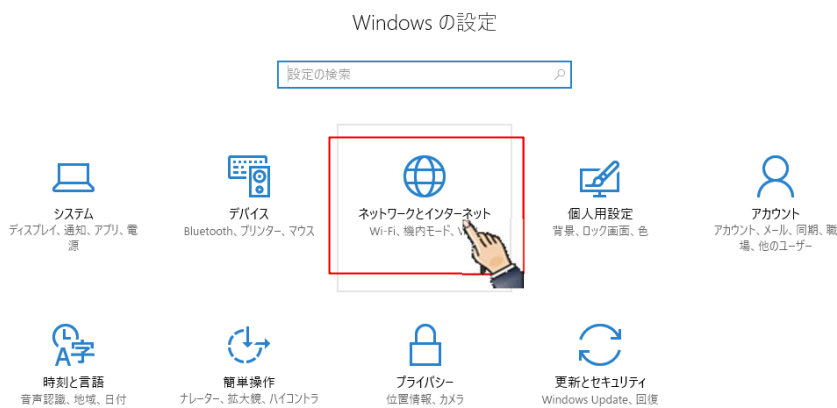 Windows の設定
設定の検索
システム
ディスプレイ、通知、アプリ、電
源
デバイス
Bluetooth、プリンター、マウス
ネットワークとインターネット
Wi-Fi、機内モード、
個人用設定
背景、ロック画面、色
アカウント
アカウント、メール、同期、職
場、他のユーザー
時刻と言語
音声認識、地域、日付
簡単操作
ナレーター、拡大鏡、ハイコントラ
プライバシー
位置情報、カメラ
更新とセキュリティ
Windows Update、回復